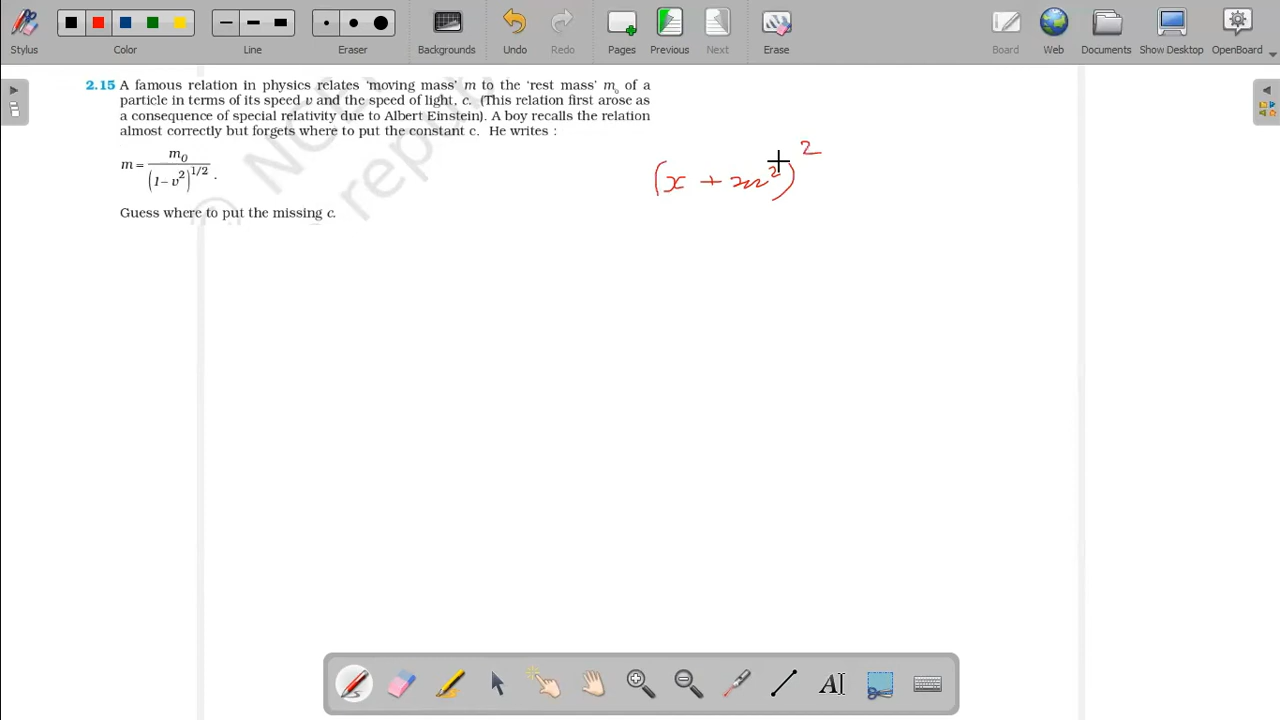 Stylus Color Line Eraser Backgrounds Undo Redo Pages Previous Next Erase Board Web Documents Show Desktop OpenBoard
2.15 A famous relation in physics relates ‘moving mass’ m to the ‘rest mass’ m₀ of a
particle in terms of its speed v and the speed of light, c. (This relation first arose as
a consequence of special relativity due to Albert Einstein). A boy recalls the relation
almost correctly but forgets where to put the constant c. He writes :
m = m₀ / (1– v²)^1/2 .
Guess where to put the missing c.